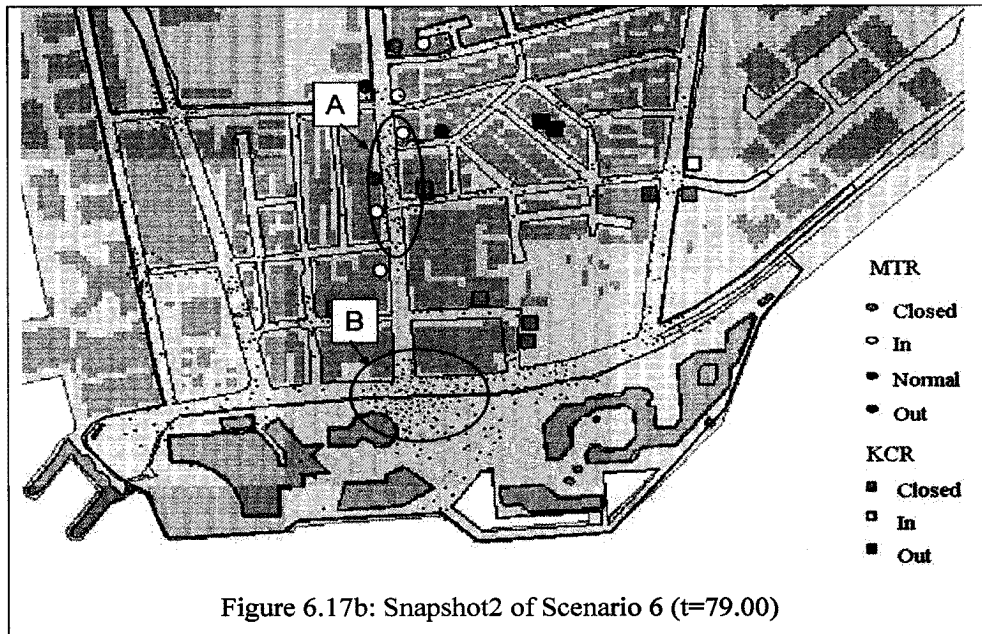 A
B
MTR
Closed
In
Normal
Out
KCR
Closed
In
Out
Figure 6.17b: Snapshot2 of Scenario 6 (t=79.00)